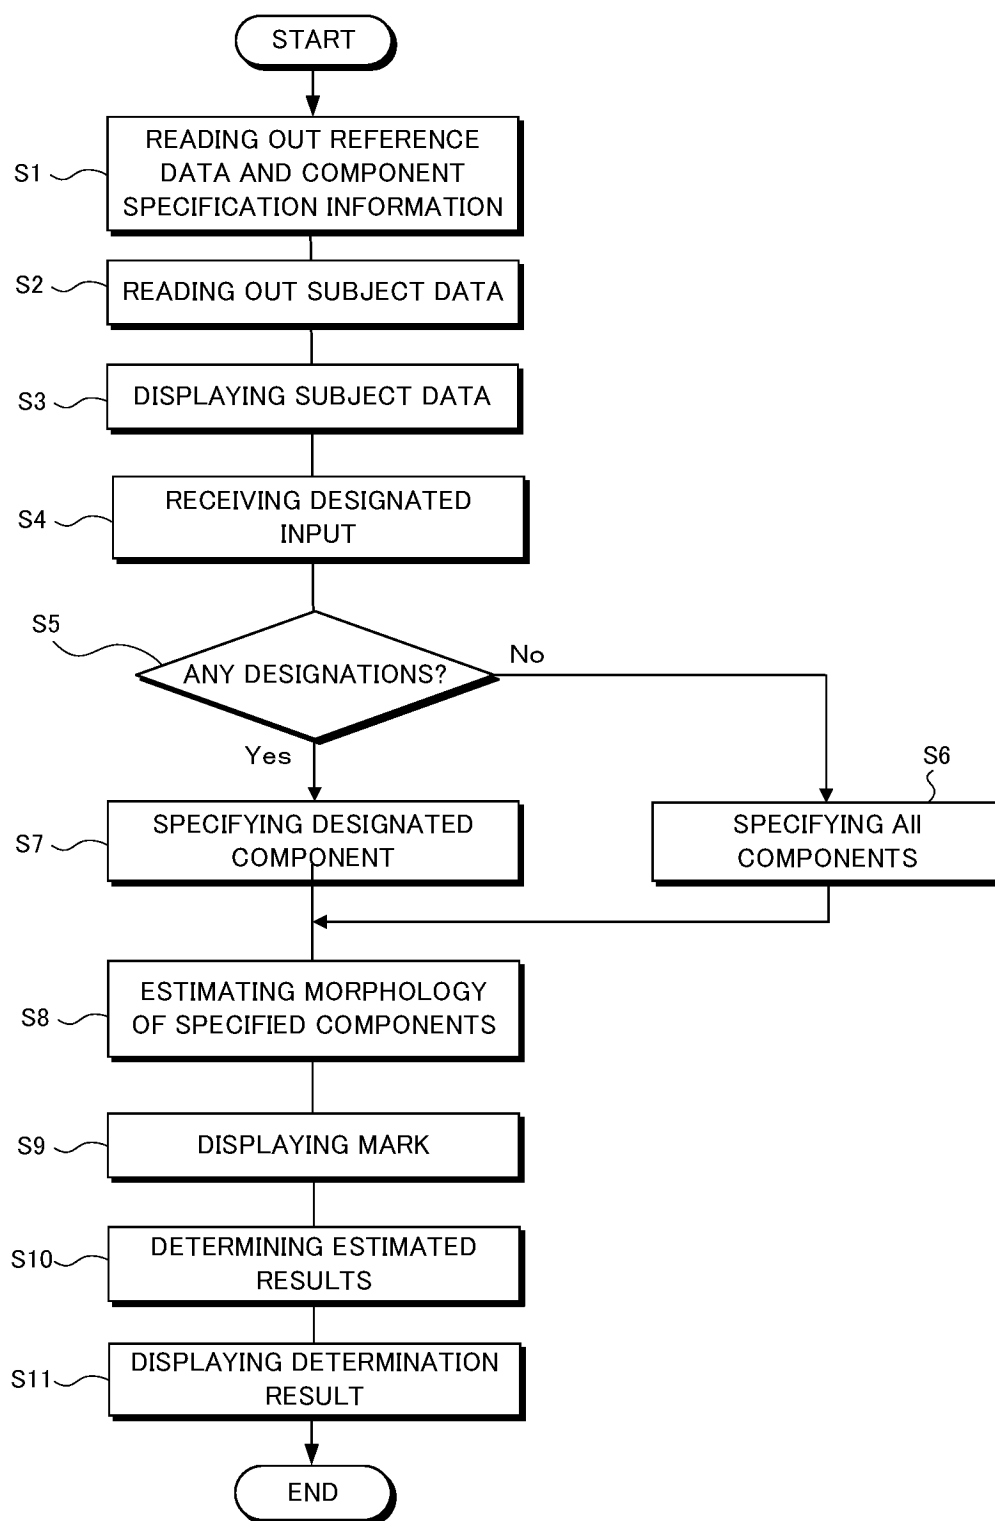 START
S1
READING OUT REFERENCE
DATA AND COMPONENT
SPECIFICATION INFORMATION
S2
READING OUT SUBJECT DATA
S3
DISPLAYING SUBJECT DATA
S4
RECEIVING DESIGNATED
INPUT
S5
ANY DESIGNATIONS?
No
Yes
S6
SPECIFYING All
COMPONENTS
S7
SPECIFYING DESIGNATED
COMPONENT
S8
ESTIMATING MORPHOLOGY
OF SPECIFIED COMPONENTS
S9
DISPLAYING MARK
S10
DETERMINING ESTIMATED
RESULTS
S11
DISPLAYING DETERMINATION
RESULT
END